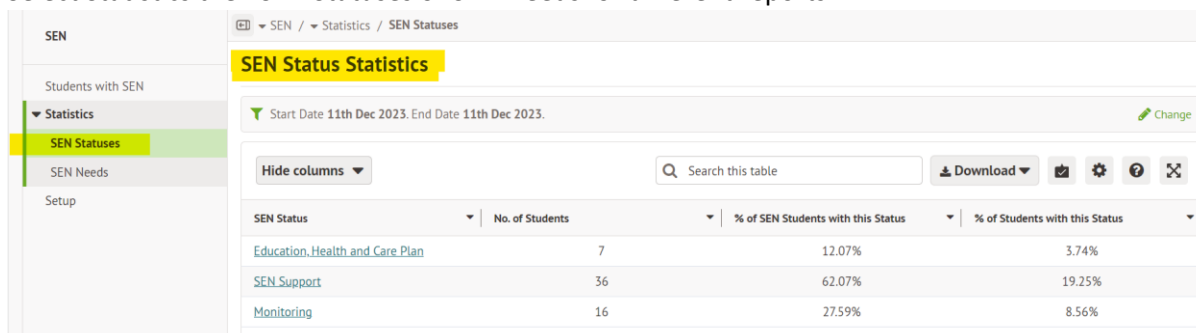 SEN / Statistics / SEN Statuses
SEN
SEN Status Statistics
Students with SEN
Statistics
Start Date 11th Dec 2023. End Date 11th Dec 2023.
Change
SEN Statuses
SEN Needs
Hide columns
Search this table
Download
Setup
SEN Status No. of Students % of SEN Students with this Status % of Students with this Status
Education, Health and Care Plan 7 12.07% 3.74%
SEN Support 36 62.07% 19.25%
Monitoring 16 27.59% 8.56%